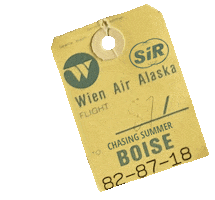 W SiR
Wien Air Alaska
FLIGHT
CHASING SUMMER
BOISE
82-87-18